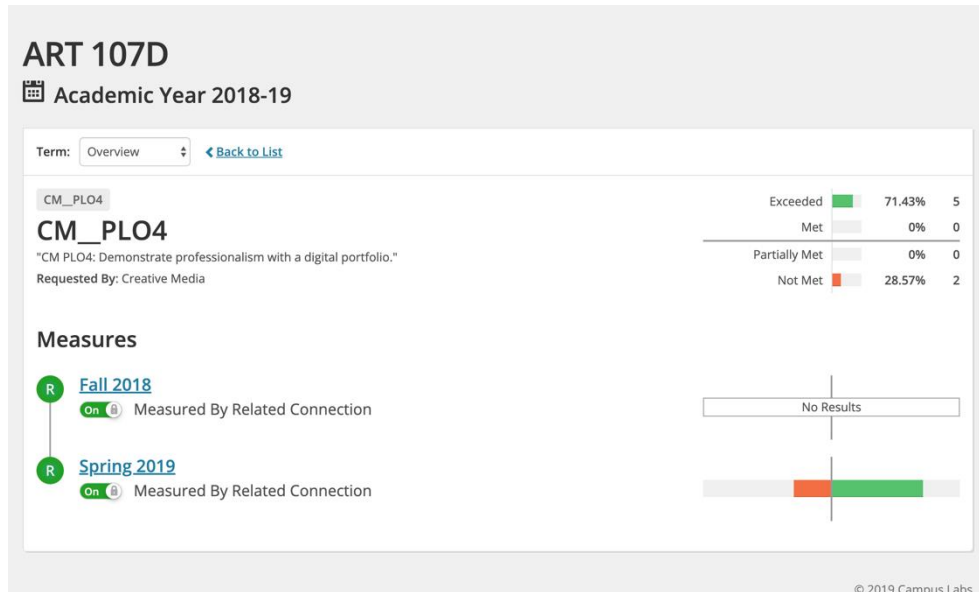 ART 107D
Academic Year 2018-19
Term: Overview Back to List
CM__PLO4
CM__PLO4
"CM PLO4: Demonstrate professionalism with a digital portfolio."
Requested By: Creative Media
Exceeded 71.43% 5
Met 0% 0
Partially Met 0% 0
Not Met 28.57% 2
Measures
R Fall 2018
On Measured By Related Connection
No Results
R Spring 2019
On Measured By Related Connection
© 2019 Campus Labs